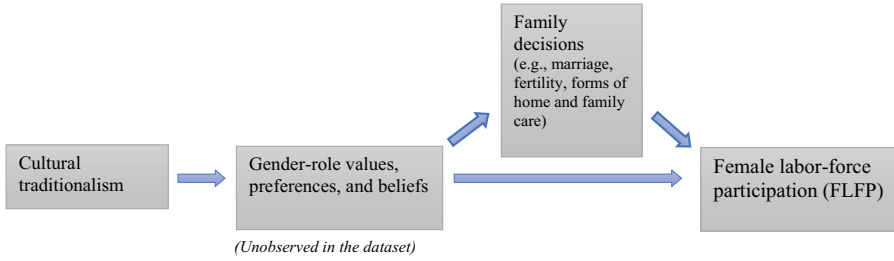 Family
decisions
(e.g., marriage,
fertility, forms of
home and family
care)
Cultural
traditionalism
Gender-role values,
preferences, and beliefs
Female labor-force
participation (FLFP)
(Unobserved in the dataset)